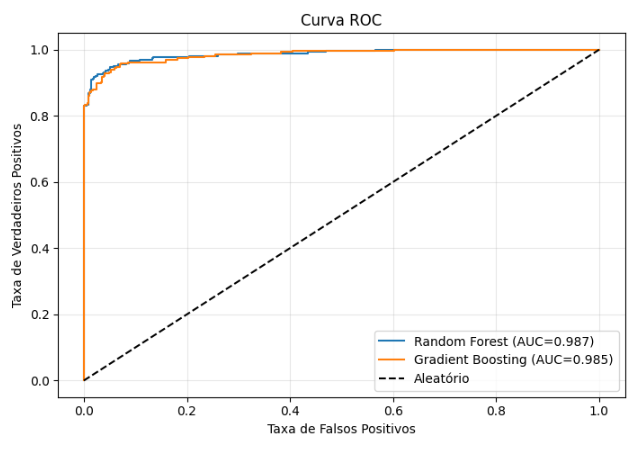 Curva ROC
Taxa de Verdadeiros Positivos
1.0
0.8
0.6
0.4
0.2
0.0
0.0 0.2 0.4 0.6 0.8 1.0
Taxa de Falsos Positivos
Random Forest (AUC=0.987)
Gradient Boosting (AUC=0.985)
Aleatório